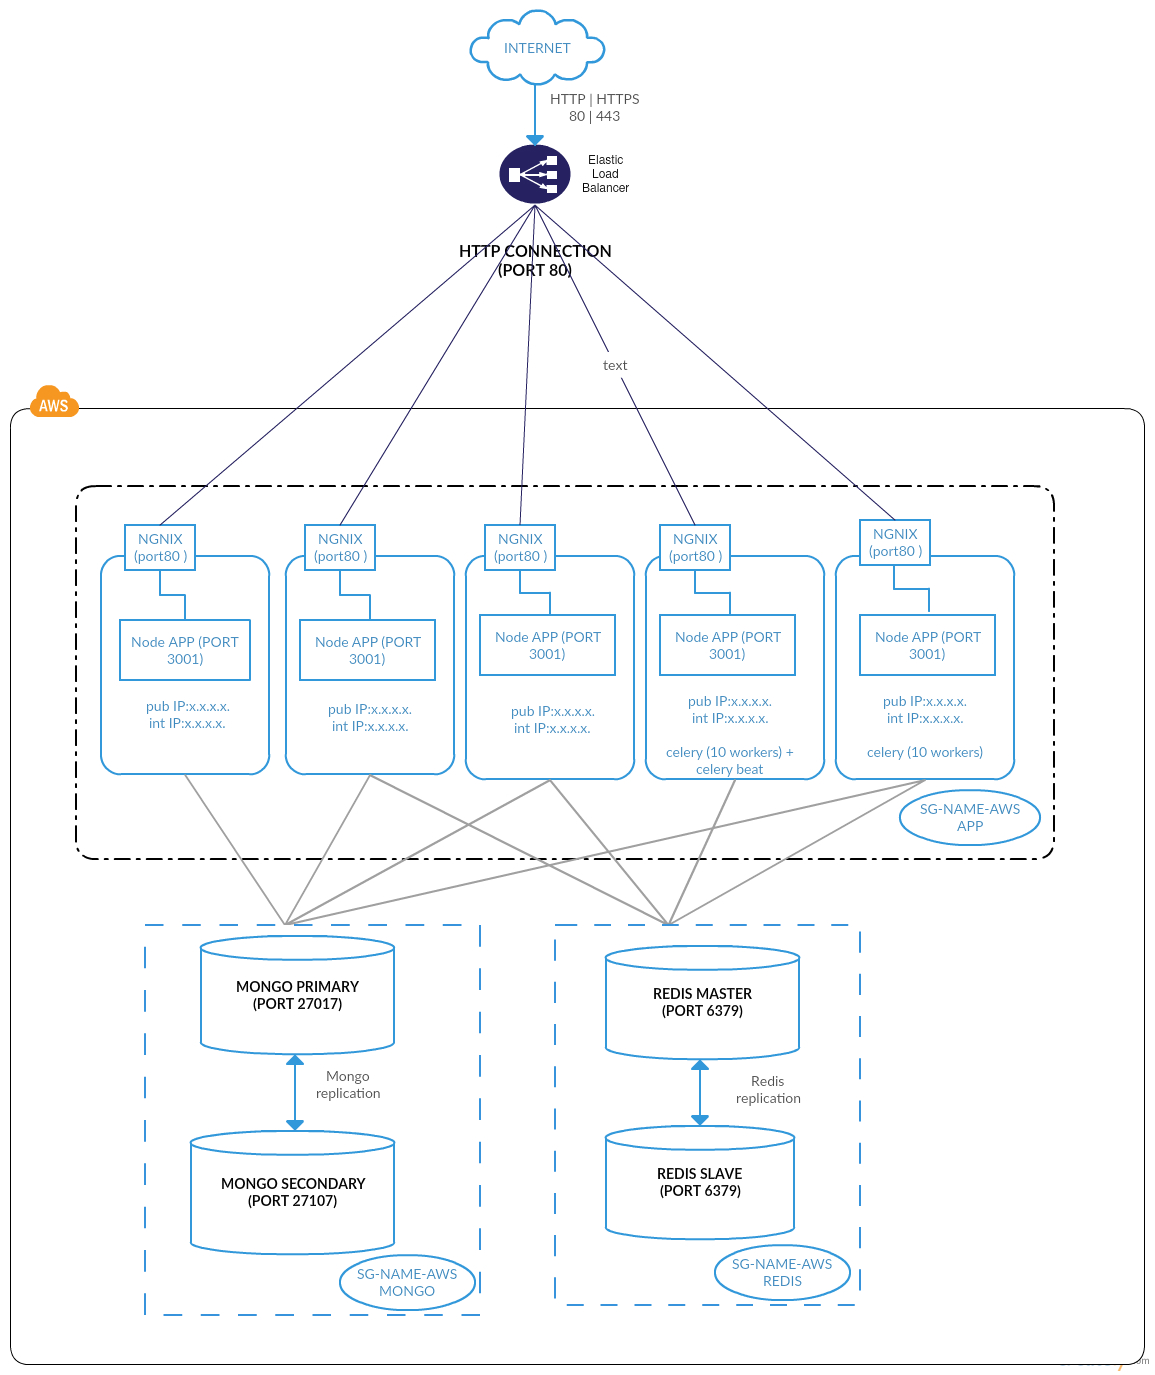 INTERNET
HTTP | HTTPS
80 | 443
Elastic
Load
Balancer
HTTP CONNECTION
(PORT 80)
text
AWS
NGNIX
(port80 )
NGNIX
(port80 )
NGNIX
(port80 )
NGNIX
(port80 )
NGNIX
(port80 )
Node APP (PORT
3001)
Node APP (PORT
3001)
Node APP (PORT
3001)
Node APP (PORT
3001)
Node APP (PORT
3001)
pub IP:x.x.x.x.
int IP:x.x.x.x.
pub IP:x.x.x.x.
int IP:x.x.x.x.
pub IP:x.x.x.x.
int IP:x.x.x.x.
pub IP:x.x.x.x.
int IP:x.x.x.x.
celery (10 workers) +
celery beat
pub IP:x.x.x.x.
int IP:x.x.x.x.
celery (10 workers)
SG-NAME-AWS
APP
MONGO PRIMARY
(PORT 27017)
Mongo
replication
MONGO SECONDARY
(PORT 27107)
SG-NAME-AWS
MONGO
REDIS MASTER
(PORT 6379)
Redis
replication
REDIS SLAVE
(PORT 6379)
SG-NAME-AWS
REDIS